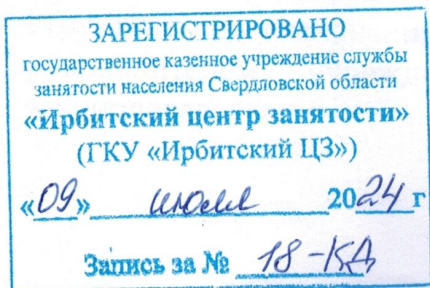 ЗАРЕГИСТРИРОВАНО
государственное казенное учреждение службы
занятости населения Свердловской области
«Ирбитский центр занятости»
(ГКУ «Ирбитский ЦЗ»)
«09» июля 2024 г
Запись за № 18-КД